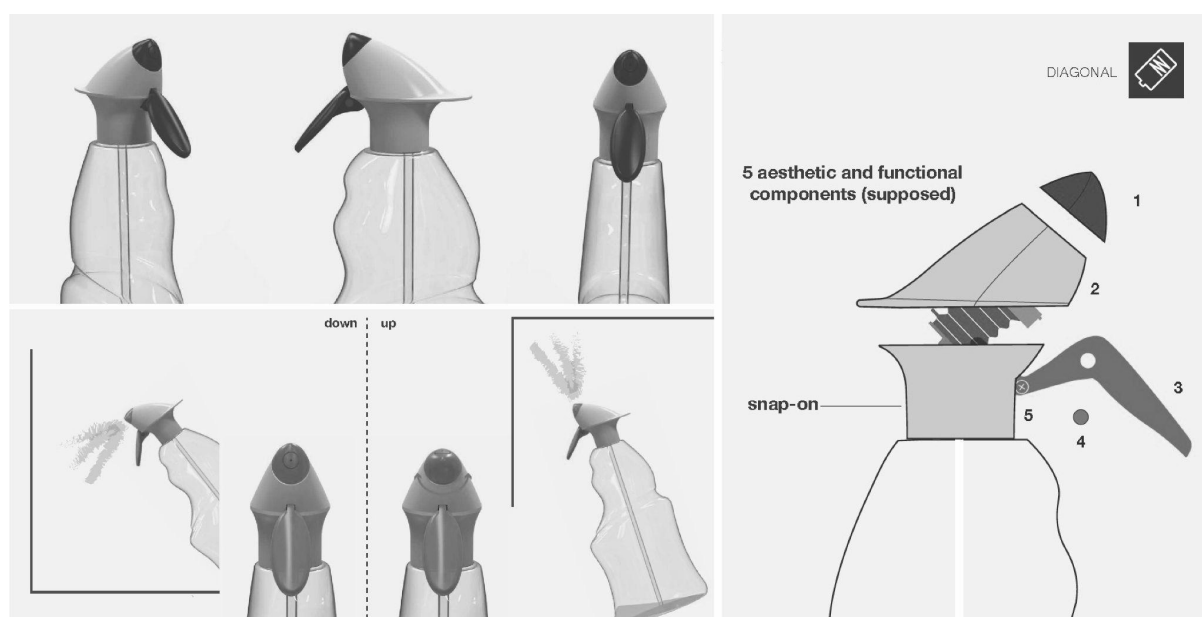 down
up
DIAGONAL
5 aesthetic and functional
components (supposed)
1
2
3
snap-on
5
4